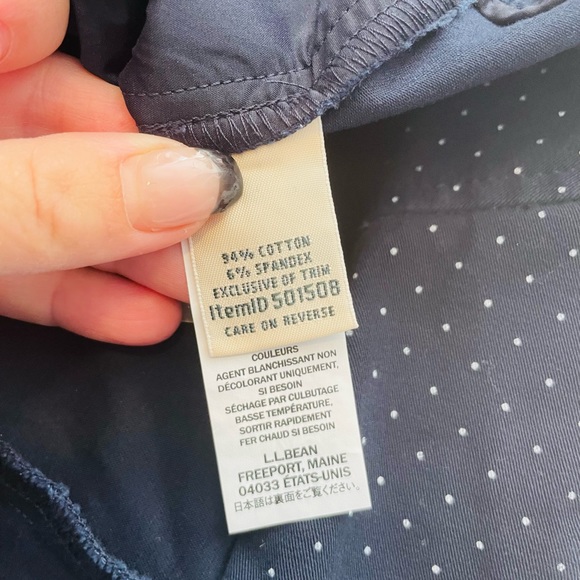 94% COTTON
6% SPANDEX
EXCLUSIVE OF TRIM
ItemID 501508
CARE ON REVERSE
COULEURS
AGENT BLANCHISSANT NON
DÉCOLORANT UNIQUEMENT,
SI BESOIN
SÉCHAGE PAR CULBUTAGE
BASSE TEMPÉRATURE,
SORTIR RAPIDEMENT
FER CHAUD SI BESOIN
L.L.BEAN
FREEPORT, MAINE
04033 ÉTATS-UNIS
日本語は裏面をご覧ください。